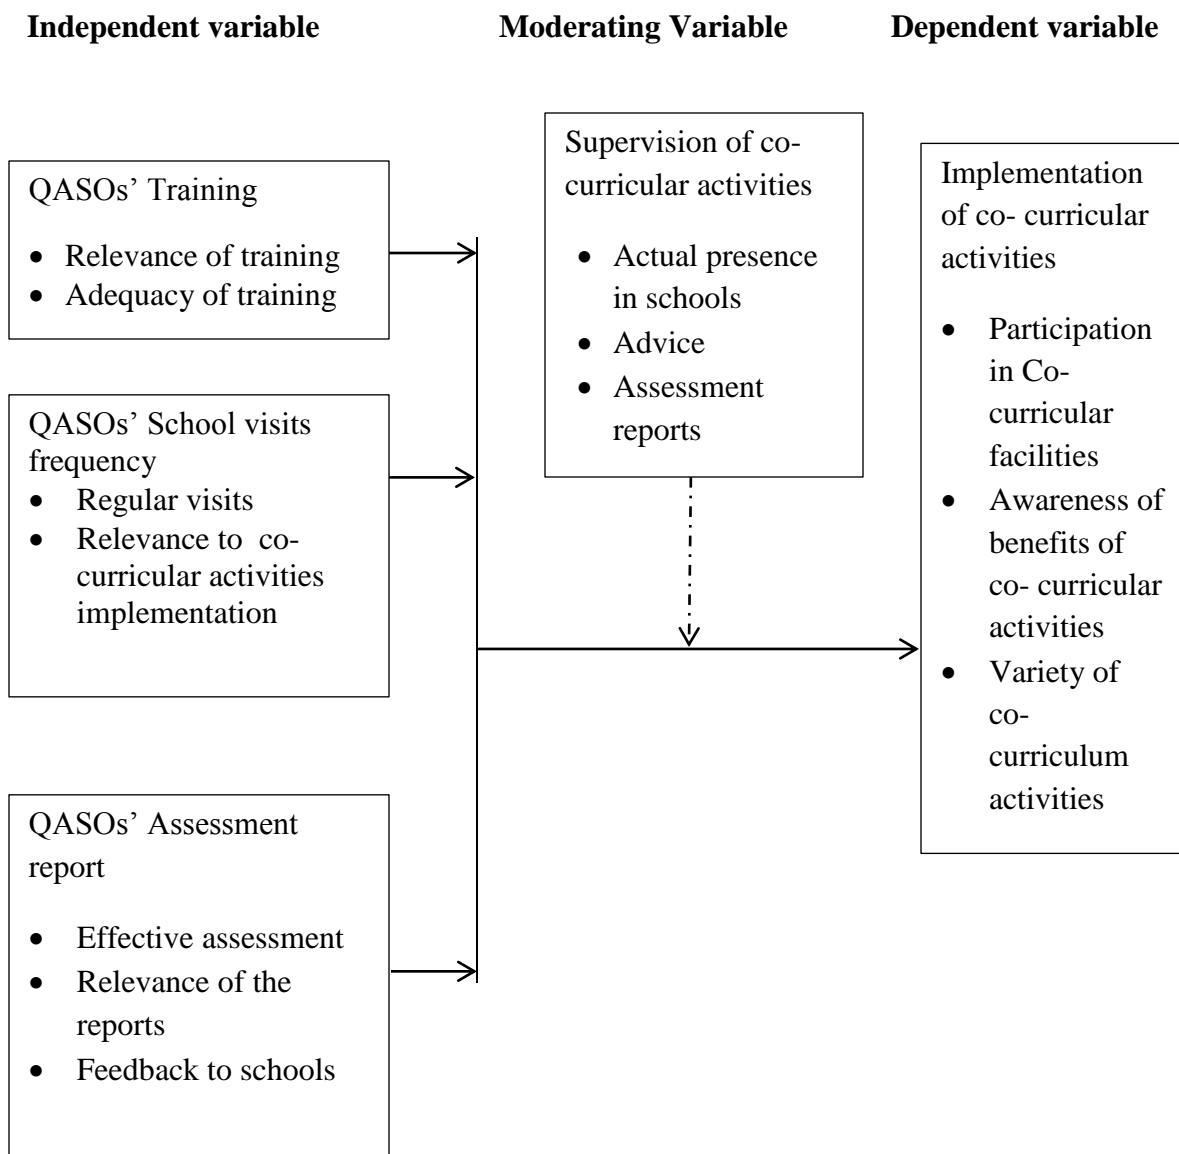 Independent variable
Moderating Variable
Dependent variable
QASOs’ Training
• Relevance of training
• Adequacy of training
QASOs’ School visits
frequency
• Regular visits
• Relevance to co-
curricular activities
implementation
QASOs’ Assessment
report
• Effective assessment
• Relevance of the
reports
• Feedback to schools
Supervision of co-
curricular activities
• Actual presence
in schools
• Advice
• Assessment
reports
Implementation
of co- curricular
activities
• Participation
in Co-
curricular
facilities
• Awareness of
benefits of
co- curricular
activities
• Variety of
co-
curriculum
activities